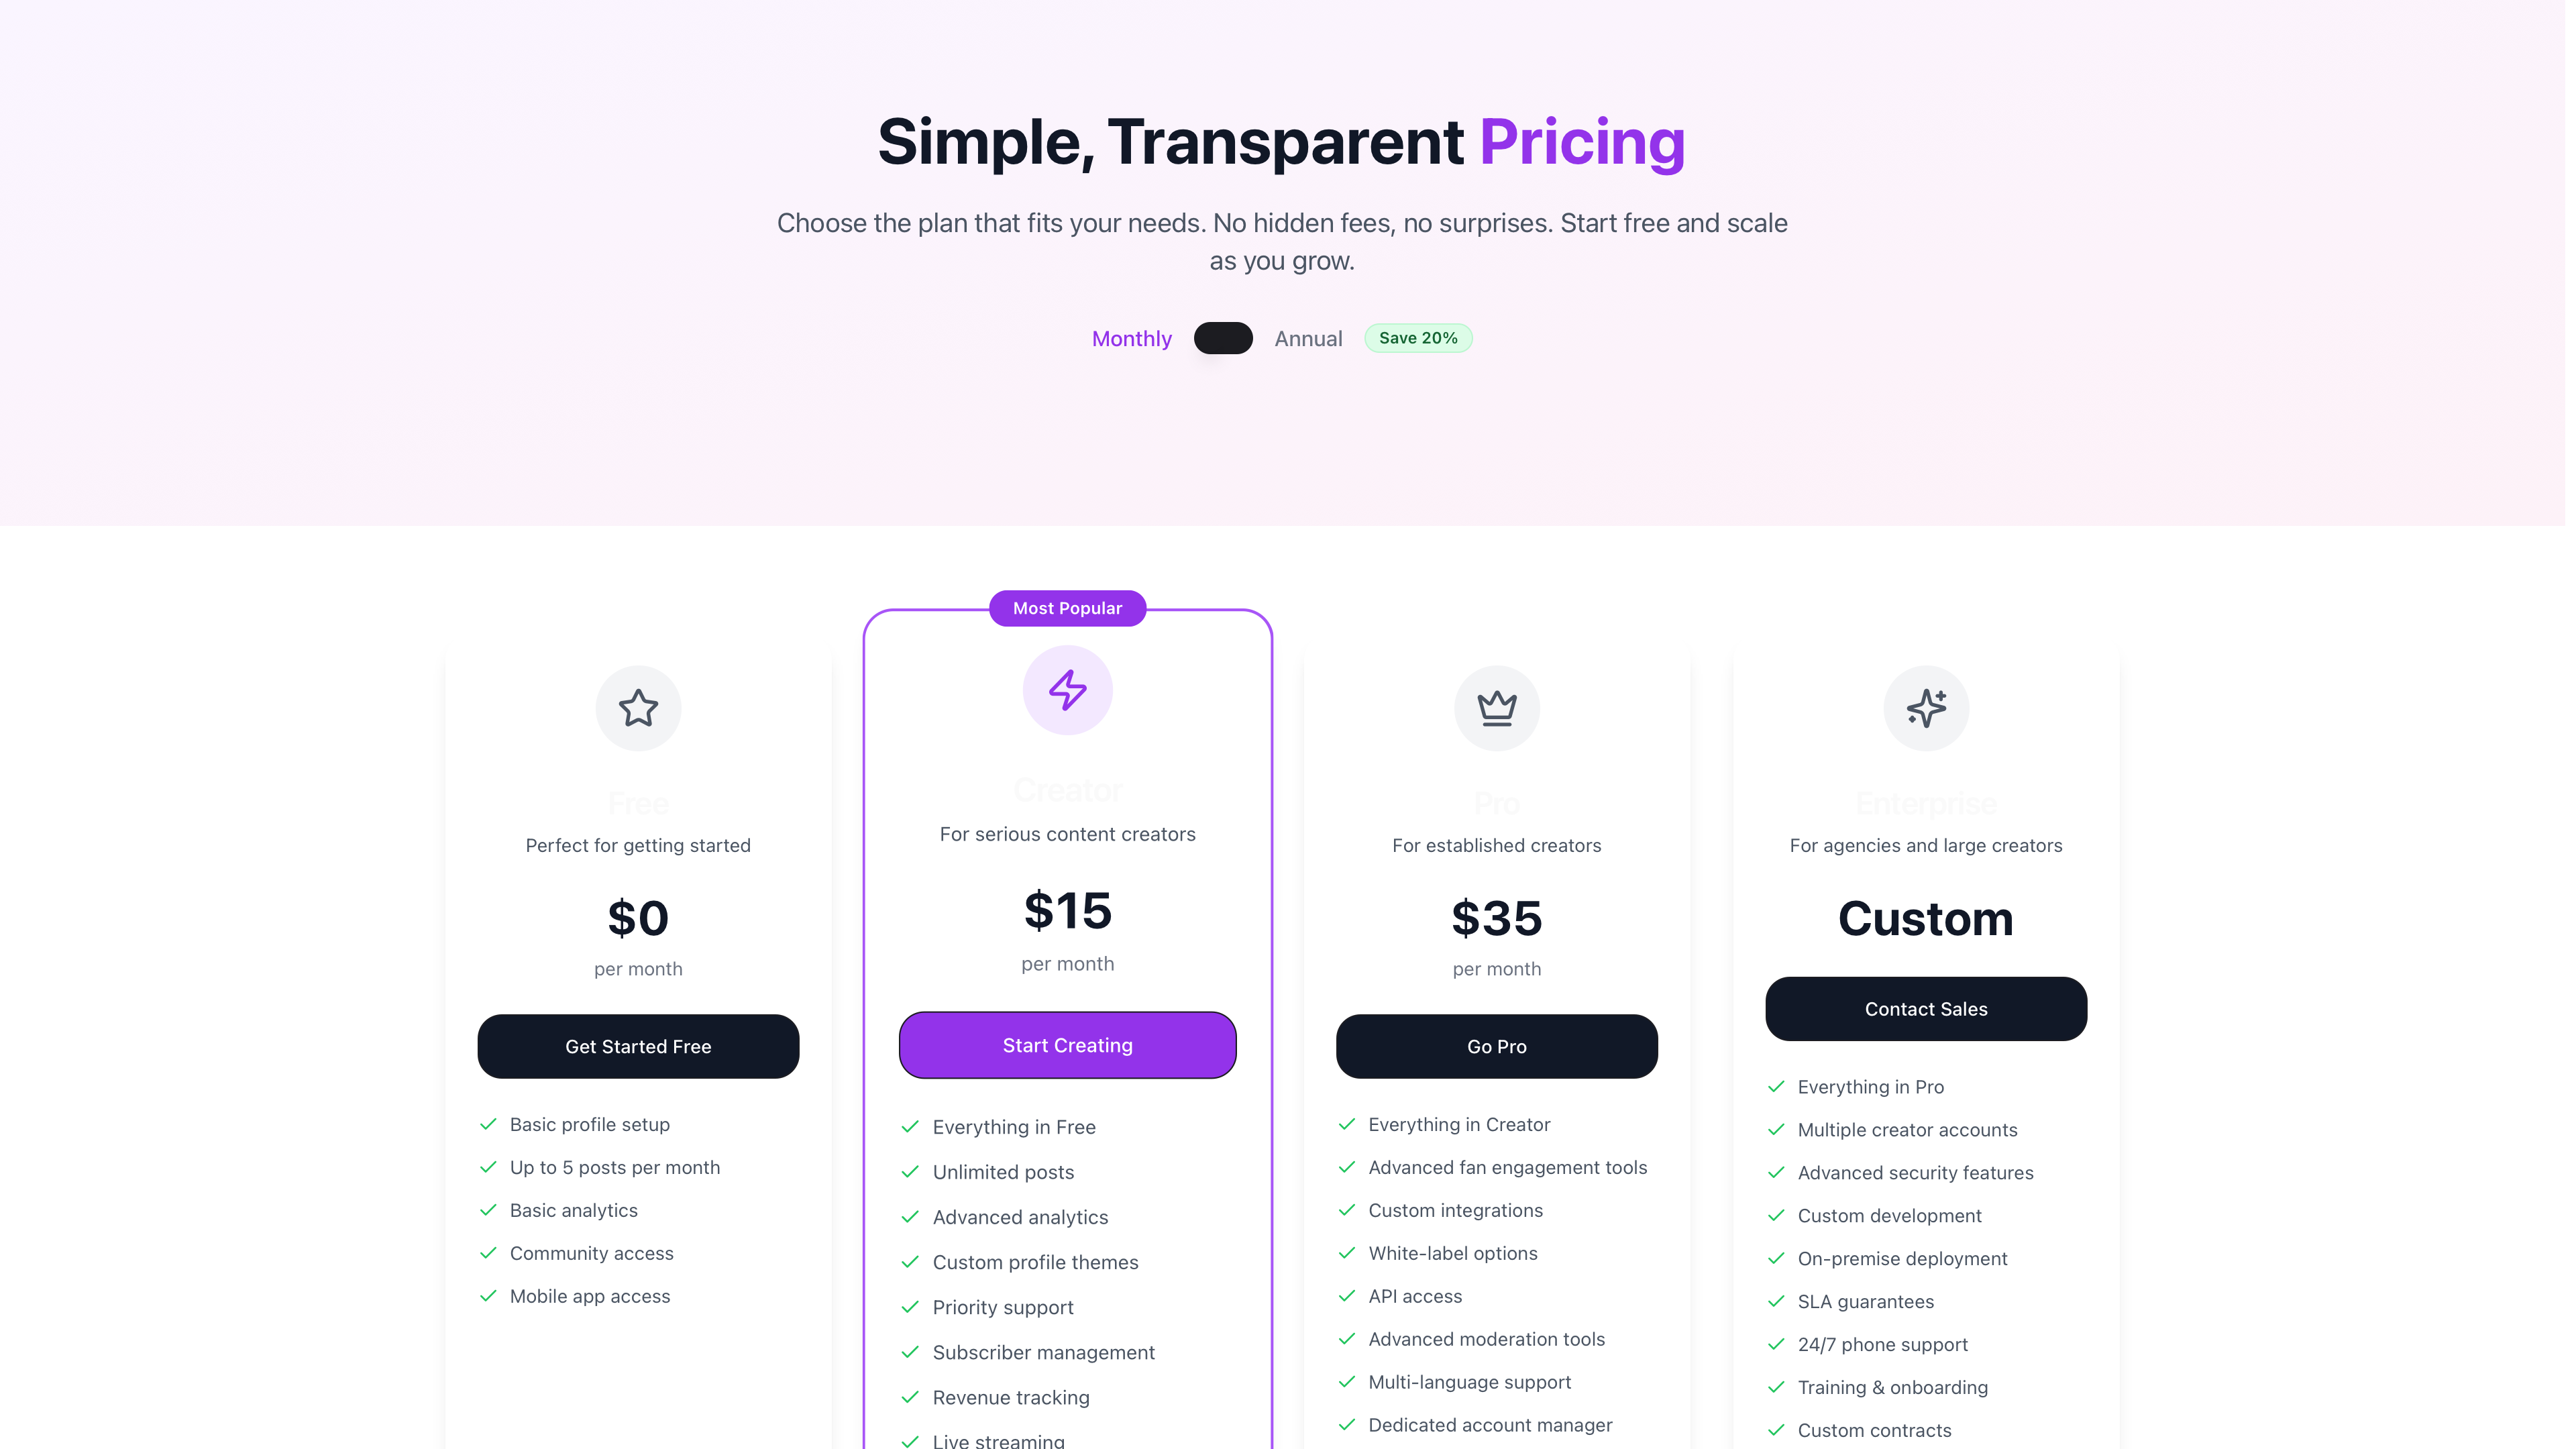 Simple, Transparent Pricing
Choose the plan that fits your needs. No hidden fees, no surprises. Start free and scale
as you grow.
Monthly
Annual
Save 20%
Free
Perfect for getting started
$0
per month
Get Started Free
Basic profile setup
Up to 5 posts per month
Basic analytics
Community access
Mobile app access
Most Popular
Creator
For serious content creators
$15
per month
Start Creating
Everything in Free
Unlimited posts
Advanced analytics
Custom profile themes
Priority support
Subscriber management
Revenue tracking
Live streaming
Pro
For established creators
$35
per month
Go Pro
Everything in Creator
Advanced fan engagement tools
Custom integrations
White-label options
API access
Advanced moderation tools
Multi-language support
Dedicated account manager
Enterprise
For agencies and large creators
Custom
Contact Sales
Everything in Pro
Multiple creator accounts
Advanced security features
Custom development
On-premise deployment
SLA guarantees
24/7 phone support
Training & onboarding
Custom contracts